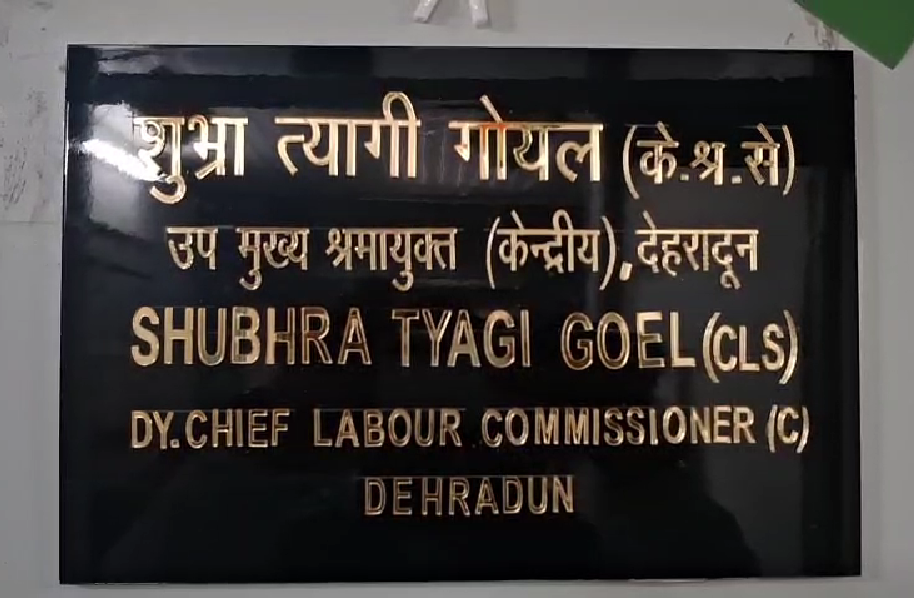 शुभ्रा त्यागी गोयल (के.श्र.से)
उप मुख्य श्रमायुक्त (केन्द्रीय), देहरादून
SHUBHRA TYAGI GOEL (CLS)
DY. CHIEF LABOUR COMMISSIONER (C)
DEHRADUN